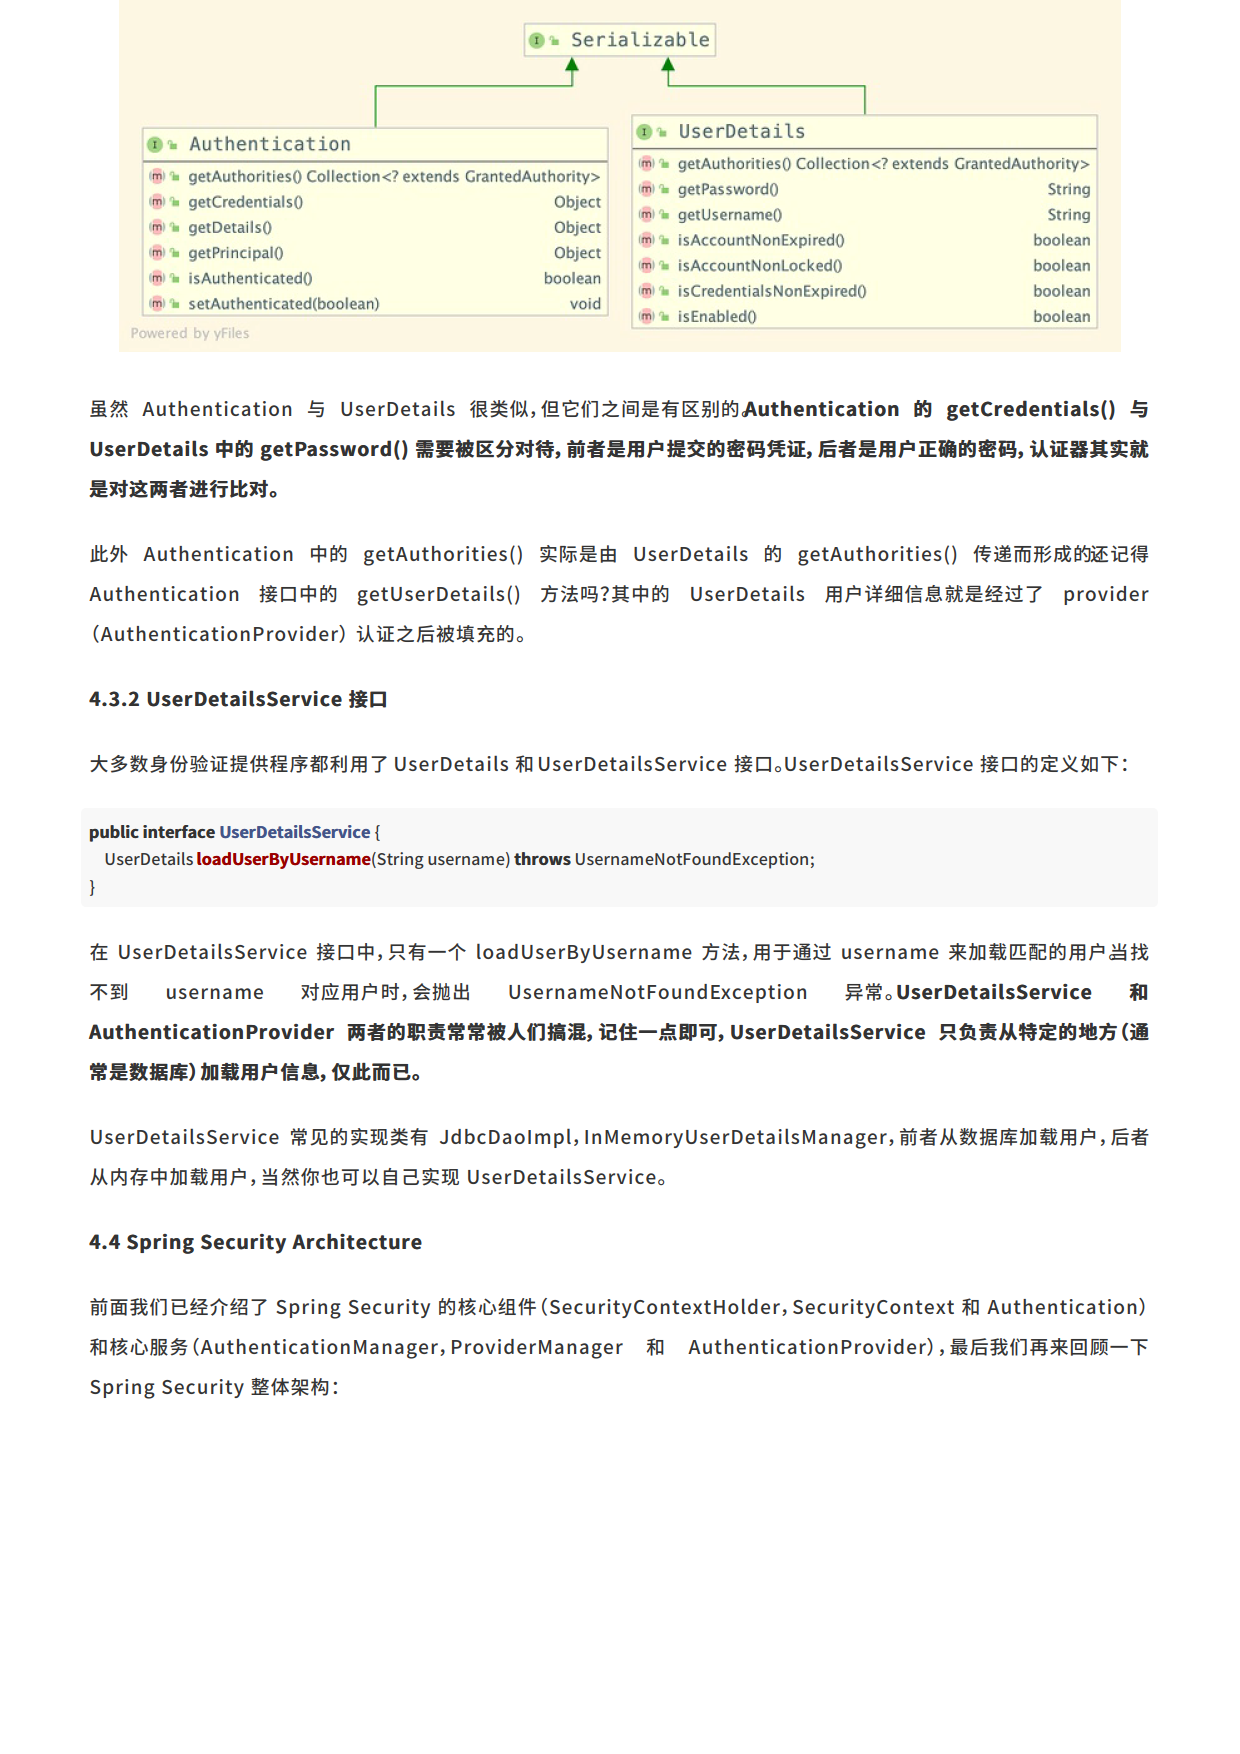 Serializable
Authentication
getAuthorities() Collection<? extends GrantedAuthority>
getCredentials() Object
getDetails() Object
getPrincipal() Object
isAuthenticated() boolean
setAuthenticated(boolean) void
Powered by yFiles
UserDetails
getAuthorities() Collection<? extends GrantedAuthority>
getPassword() String
getUsername() String
isAccountNonExpired() boolean
isAccountNonLocked() boolean
isCredentialsNonExpired() boolean
isEnabled() boolean
虽然 Authentication 与 UserDetails 很类似，但它们之间是有区别的。Authentication 的 getCredentials() 与
UserDetails 中的 getPassword() 需要被区分对待，前者是用户提交的密码凭证，后者是用户正确的密码，认证器其实就
是对这两者进行比对。
此外 Authentication 中的 getAuthorities() 实际是由 UserDetails 的 getAuthorities() 传递而形成的。还记得
Authentication 接口中的 getUserDetails() 方法吗？其中的 UserDetails 用户详细信息就是经过了 provider
（AuthenticationProvider） 认证之后被填充的。
4.3.2 UserDetailsService 接口
大多数身份验证提供程序都利用了 UserDetails 和 UserDetailsService 接口。UserDetailsService 接口的定义如下：
public interface UserDetailsService {
UserDetails loadUserByUsername(String username) throws UsernameNotFoundException;
}
在 UserDetailsService 接口中，只有一个 loadUserByUsername 方法，用于通过 username 来加载匹配的用户。当找
不到 username 对应用户时，会抛出 UsernameNotFoundException 异常。UserDetailsService 和
AuthenticationProvider 两者的职责常常被人们搞混，记住一点即可，UserDetailsService 只负责从特定的地方（通
常是数据库）加载用户信息，仅此而已。
UserDetailsService 常见的实现类有 JdbcDaoImpl，InMemoryUserDetailsManager，前者从数据库加载用户，后者
从内存中加载用户，当然你也可以自己实现 UserDetailsService。
4.4 Spring Security Architecture
前面我们已经介绍了 Spring Security 的核心组件（SecurityContextHolder，SecurityContext 和 Authentication）
和核心服务（AuthenticationManager，ProviderManager 和 AuthenticationProvider），最后我们再来回顾一下
Spring Security 整体架构：